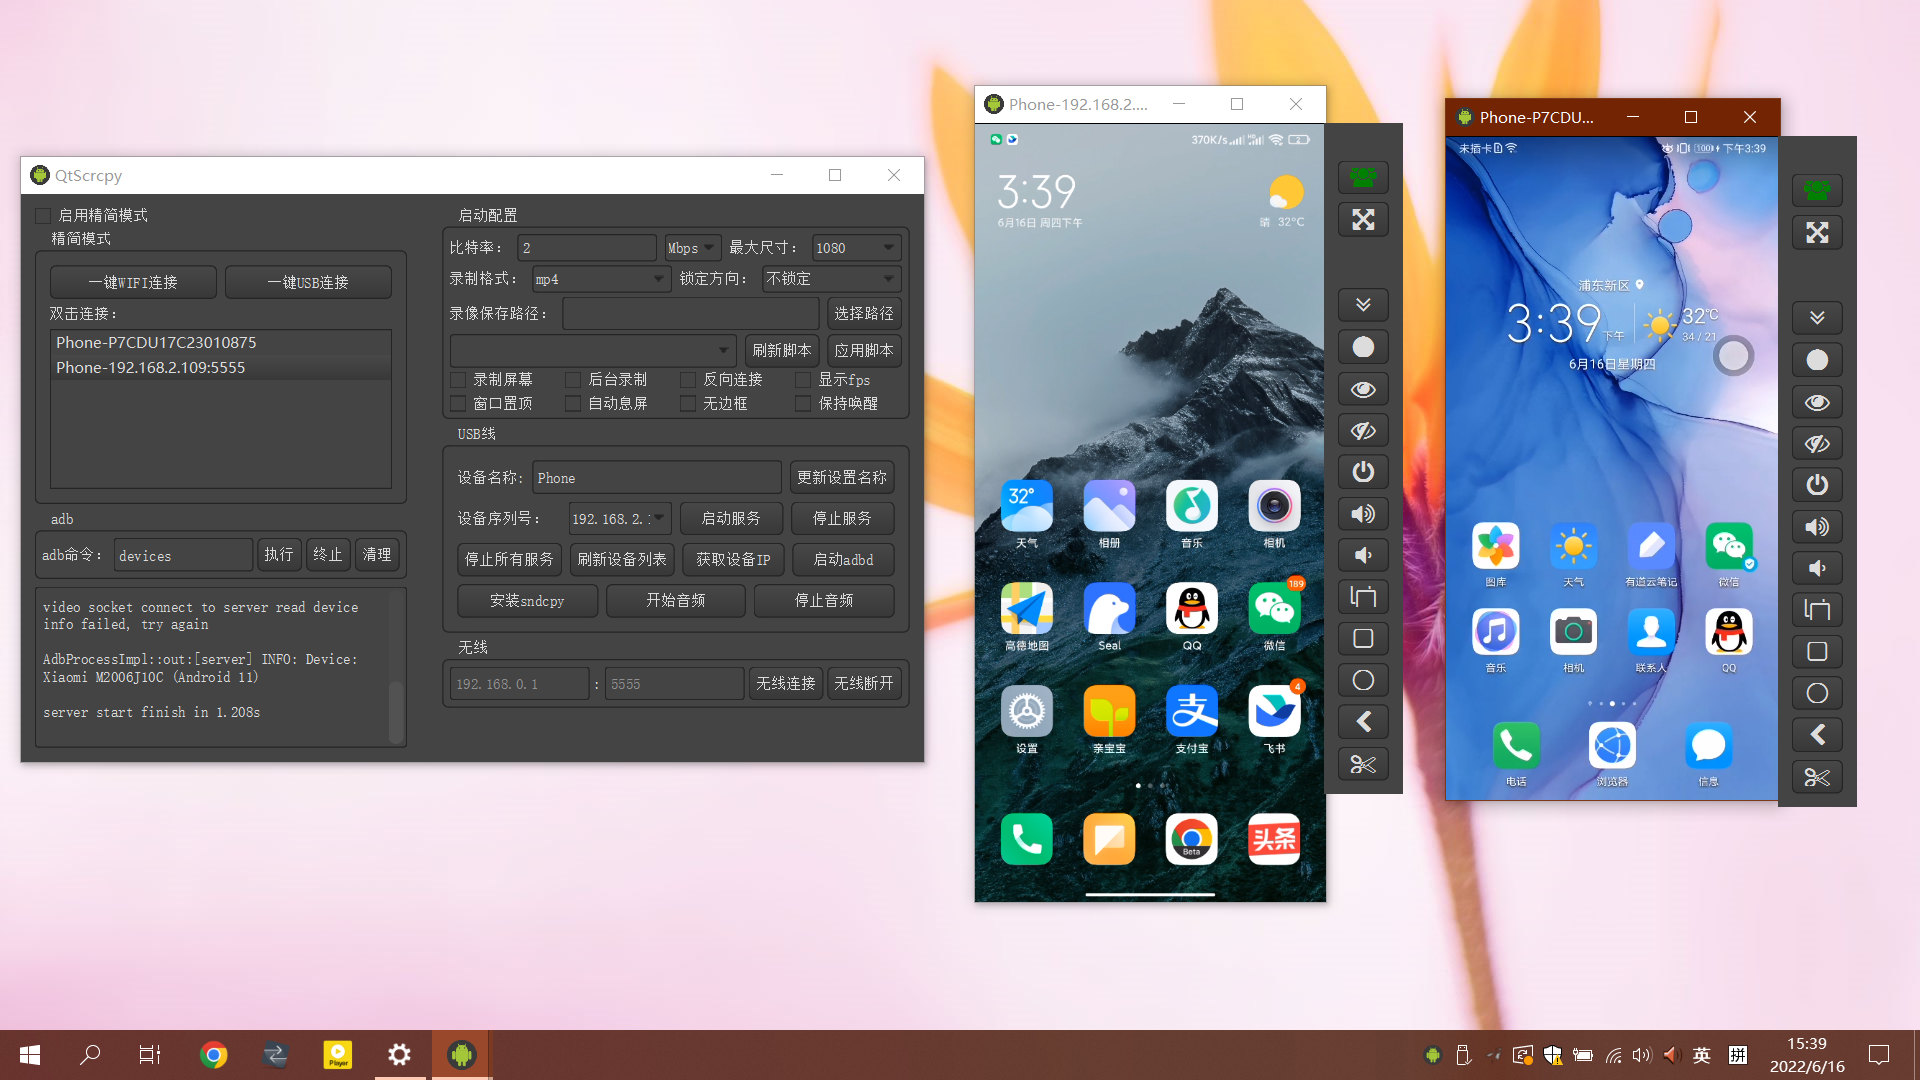 QtScrcpy
启用精简模式
精简模式
一键WIFI连接
一键USB连接
双击连接：
Phone-P7CDU17C23010875
Phone-192.168.2.109:5555
adb
adb命令：
devices
执行
终止
清理
video socket connect to server read device
info failed, try again
AdbProcessImpl::out:[server] INFO: Device:
Xiaomi M2006J10C (Android 11)
server start finish in 1.208s
启动配置
比特率：
2
Mbps
最大尺寸：
1080
录制格式：
mp4
锁定方向：
不锁定
录像保存路径：
选择路径
刷新脚本
应用脚本
录制屏幕
后台录制
反向连接
显示fps
窗口置顶
自动息屏
无边框
保持唤醒
USB线
设备名称:
Phone
更新设置名称
设备序列号：
192.168.2.1
启动服务
停止服务
停止所有服务
刷新设备列表
获取设备IP
启动adbd
安装sndcpy
开始音频
停止音频
无线
192.168.0.1
:
5555
无线连接
无线断开
Phone-192.168.2....
370K/s
3:39
6月16日 周四下午
晴 32°C
32°
天气
相册
音乐
相机
高德地图
Seal
QQ
189
微信
设置
亲宝宝
支
支付宝
4
飞书
Beta
头条
Phone-P7CDU...
未插卡
100
下午3:39
浦东新区
3:39
下午
32℃
34 / 21
6月16日星期四
图库
天气
有道云笔记
微信
音乐
相机
联系人
QQ
电话
浏览器
信息
Player
英
拼
15:39
2022/6/16